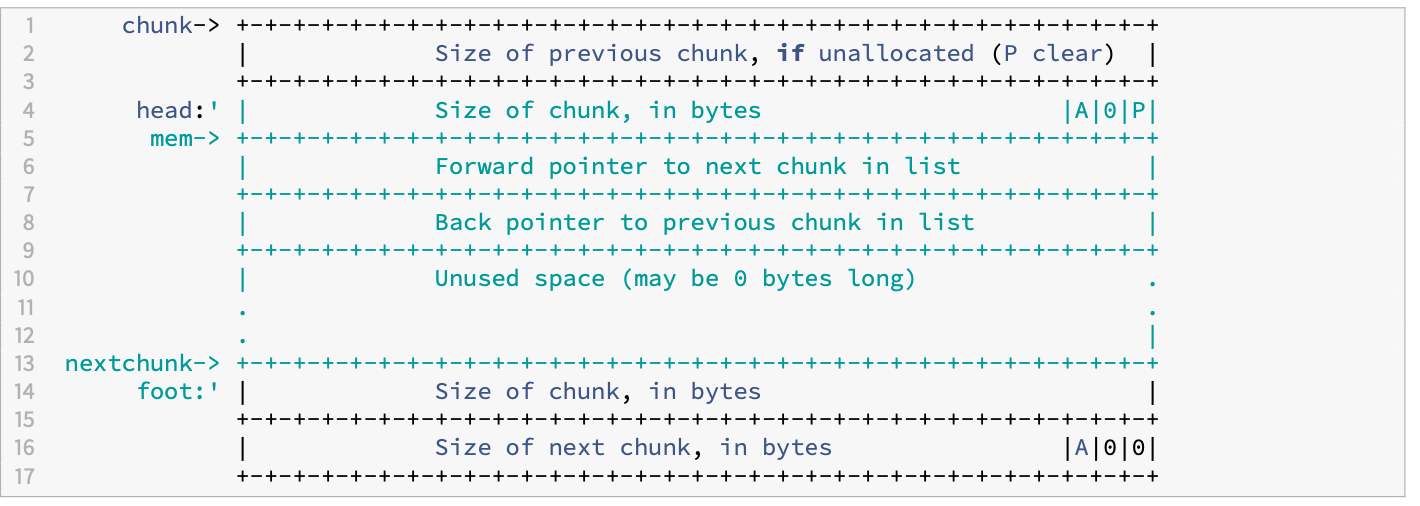 1     chunk-> +-+-+-+-+-+-+-+-+-+-+-+-+-+-+-+-+-+-+-+-+-+-+-+-+-+-+-+-+-+-+-+-+
2             |             Size of previous chunk, if unallocated (P clear)  |
3             +-+-+-+-+-+-+-+-+-+-+-+-+-+-+-+-+-+-+-+-+-+-+-+-+-+-+-+-+-+-+-+-+
4      head:' |             Size of chunk, in bytes                     |A|0|P|
5       mem-> +-+-+-+-+-+-+-+-+-+-+-+-+-+-+-+-+-+-+-+-+-+-+-+-+-+-+-+-+-+-+-+-+
6             |             Forward pointer to next chunk in list             |
7             +-+-+-+-+-+-+-+-+-+-+-+-+-+-+-+-+-+-+-+-+-+-+-+-+-+-+-+-+-+-+-+-+
8             |             Back pointer to previous chunk in list            |
9             +-+-+-+-+-+-+-+-+-+-+-+-+-+-+-+-+-+-+-+-+-+-+-+-+-+-+-+-+-+-+-+-+
10            |             Unused space (may be 0 bytes long)                .
11            .                                                               .
12            .                                                               |
13 nextchunk-> +-+-+-+-+-+-+-+-+-+-+-+-+-+-+-+-+-+-+-+-+-+-+-+-+-+-+-+-+-+-+-+-+
14     foot:' |             Size of chunk, in bytes                           |
15            +-+-+-+-+-+-+-+-+-+-+-+-+-+-+-+-+-+-+-+-+-+-+-+-+-+-+-+-+-+-+-+-+
16            |             Size of next chunk, in bytes                |A|0|0|
17            +-+-+-+-+-+-+-+-+-+-+-+-+-+-+-+-+-+-+-+-+-+-+-+-+-+-+-+-+-+-+-+-+